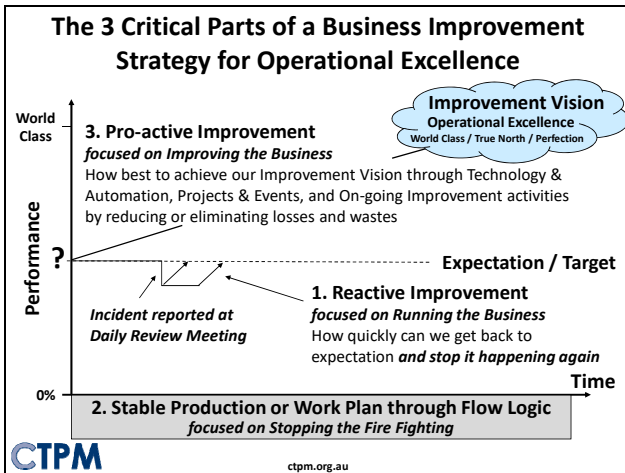 The 3 Critical Parts of a Business Improvement
Strategy for Operational Excellence
Improvement Vision
Operational Excellence
World Class / True North / Perfection
World
Class
3. Pro-active Improvement
focused on Improving the Business
How best to achieve our Improvement Vision through Technology &
Automation, Projects & Events, and On-going Improvement activities
by reducing or eliminating losses and wastes
Performance
?
Expectation / Target
Incident reported at
Daily Review Meeting
1. Reactive Improvement
focused on Running the Business
How quickly can we get back to
expectation and stop it happening again
Time
0%
2. Stable Production or Work Plan through Flow Logic
focused on Stopping the Fire Fighting
CTPM
ctpm.org.au